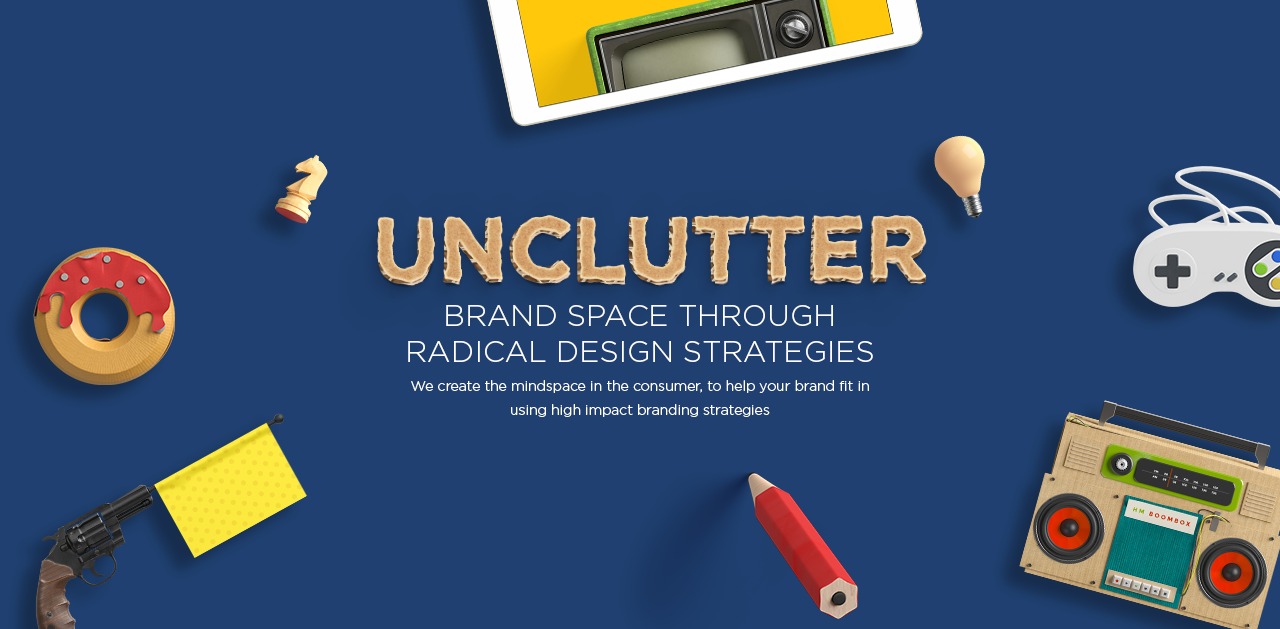 UNCLUTTER
BRAND SPACE THROUGH
RADICAL DESIGN STRATEGIES
We create the mindspace in the consumer, to help your brand fit in
using high impact branding strategies
HM BOOMBOX